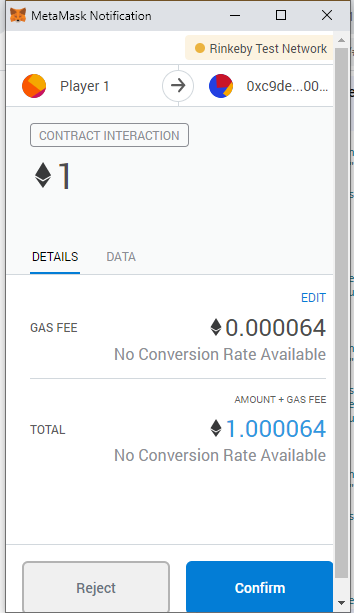 MetaMask Notification
Rinkeby Test Network
Player 1
0xc9de...00...
CONTRACT INTERACTION
1
DETAILS
DATA
EDIT
GAS FEE
0.000064
No Conversion Rate Available
AMOUNT + GAS FEE
TOTAL
1.000064
No Conversion Rate Available
Reject
Confirm